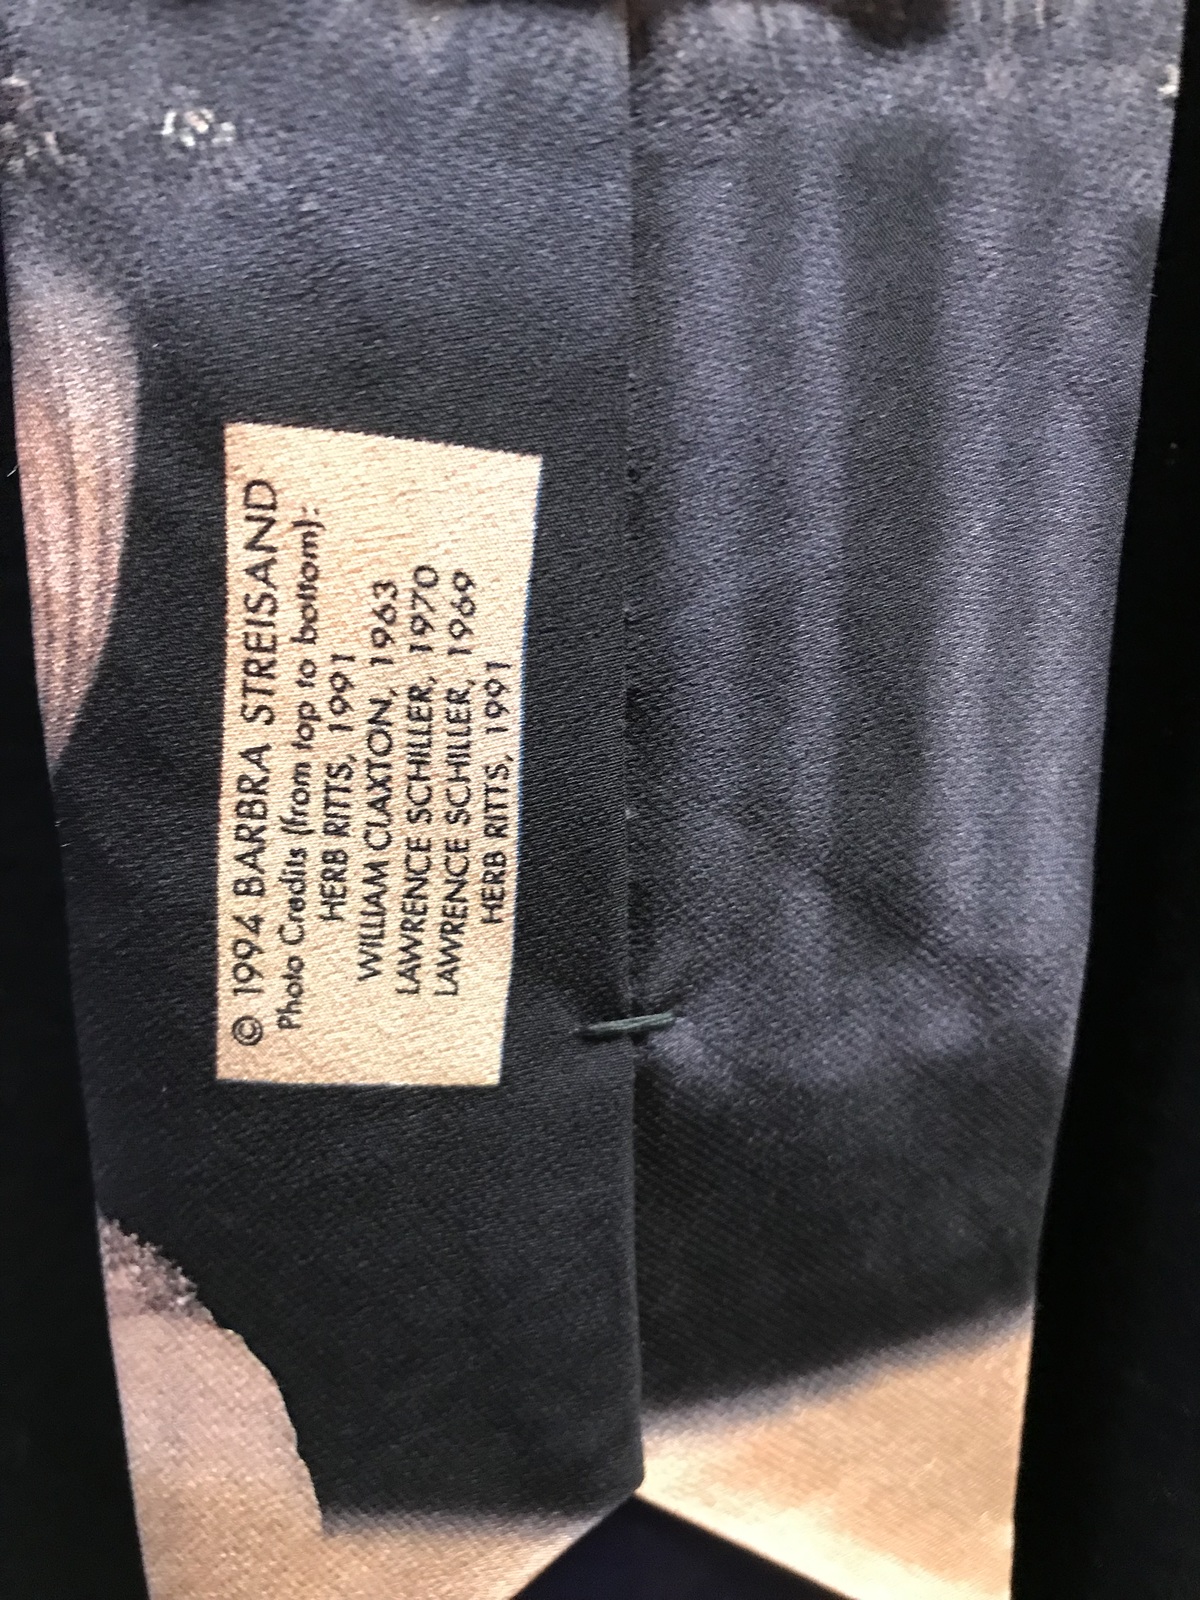 © 1994 BARBRA STREISAND
Photo Credits (from top to bottom):
HERB RITTS, 1991
WILLIAM CLAXTON, 1963
LAWRENCE SCHILLER, 1970
LAWRENCE SCHILLER, 1969
HERB RITTS, 1991